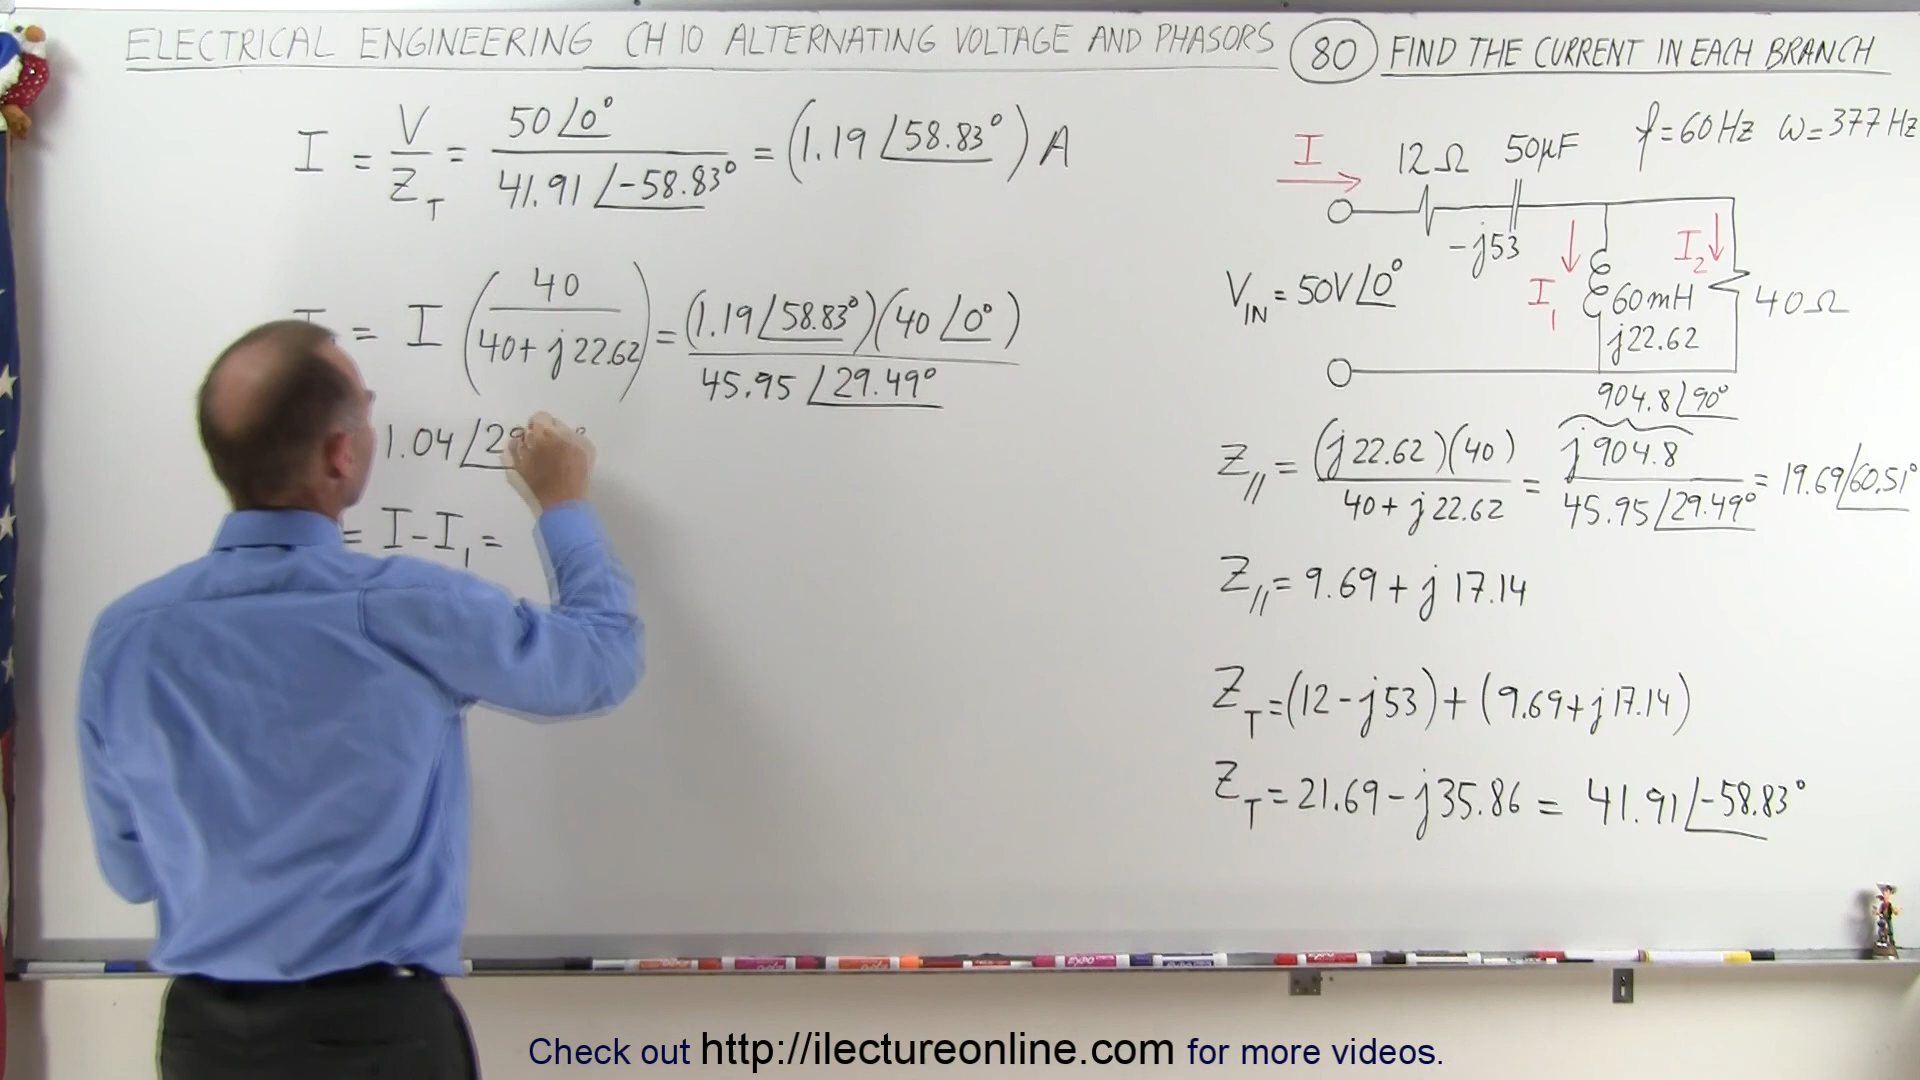 ELECTRICAL ENGINEERING CH 10 ALTERNATING VOLTAGE AND PHASORS (80) FIND THE CURRENT IN EACH BRANCH
I = V/Z_T = 50∠0° / 41.91∠-58.83° = (1.19∠58.83°) A
= I (40 / (40 + j22.62)) = (1.19∠58.83°)(40∠0°) / 45.95∠29.49°
1.04∠29
= I - I₁ =
f = 60 Hz ω = 377 Hz
I
12Ω 50μF
-j53
V_IN = 50V∠0°
I₁
I₂
60mH
j22.62
40Ω
904.8∠90°
Z_// = (j22.62)(40) / (40 + j22.62) = j904.8 / 45.95∠29.49° = 19.69∠60.51°
Z_// = 9.69 + j17.14
Z_T = (12 - j53) + (9.69 + j17.14)
Z_T = 21.69 - j35.86 = 41.91∠-58.83°
Check out http://ilectureonline.com for more videos.